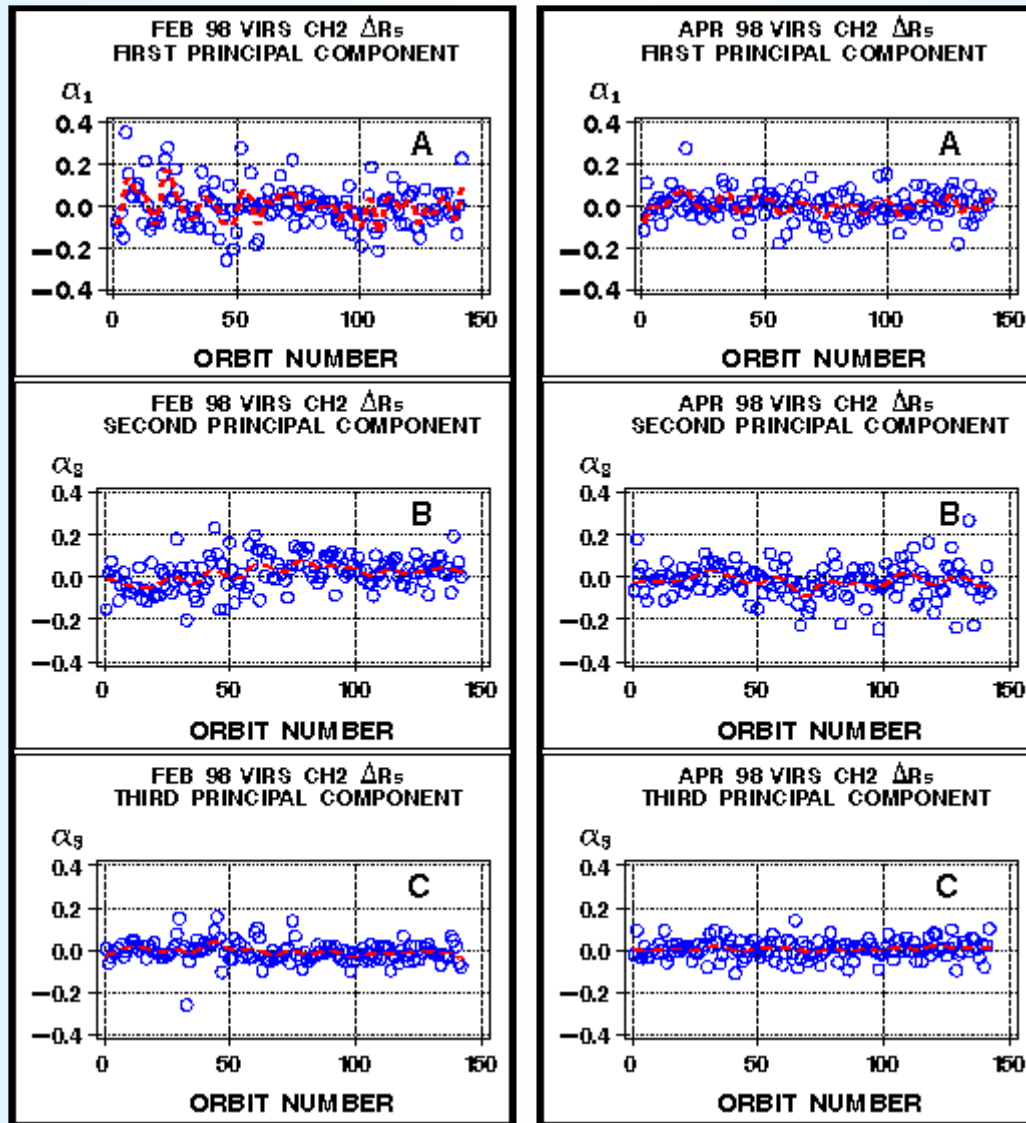 FEB 98 VIRS CH2 ΔRs
FIRST PRINCIPAL COMPONENT
α1
A
0.4
0.2
0.0
−0.2
−0.4
0 50 100 150
ORBIT NUMBER
APR 98 VIRS CH2 ΔRs
FIRST PRINCIPAL COMPONENT
α1
A
0.4
0.2
0.0
−0.2
−0.4
0 50 100 150
ORBIT NUMBER
FEB 98 VIRS CH2 ΔRs
SECOND PRINCIPAL COMPONENT
α2
B
0.4
0.2
0.0
−0.2
−0.4
0 50 100 150
ORBIT NUMBER
APR 98 VIRS CH2 ΔRs
SECOND PRINCIPAL COMPONENT
α2
B
0.4
0.2
0.0
−0.2
−0.4
0 50 100 150
ORBIT NUMBER
FEB 98 VIRS CH2 ΔRs
THIRD PRINCIPAL COMPONENT
α3
C
0.4
0.2
0.0
−0.2
−0.4
0 50 100 150
ORBIT NUMBER
APR 98 VIRS CH2 ΔRs
THIRD PRINCIPAL COMPONENT
α3
C
0.4
0.2
0.0
−0.2
−0.4
0 50 100 150
ORBIT NUMBER